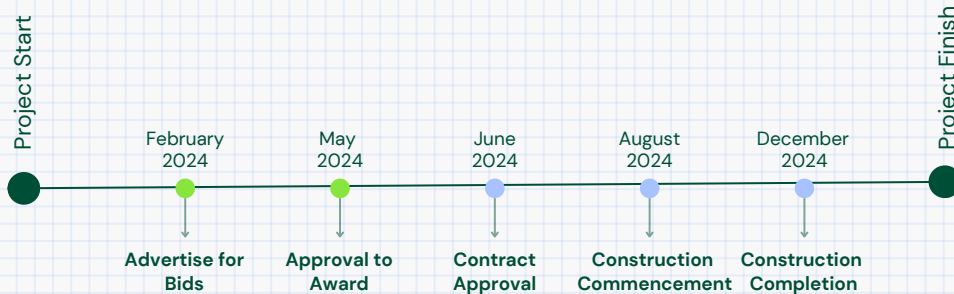 Project Start
Project Finish
February
2024
May
2024
June
2024
August
2024
December
2024
Advertise for
Bids
Approval to
Award
Contract
Approval
Construction
Commencement
Construction
Completion